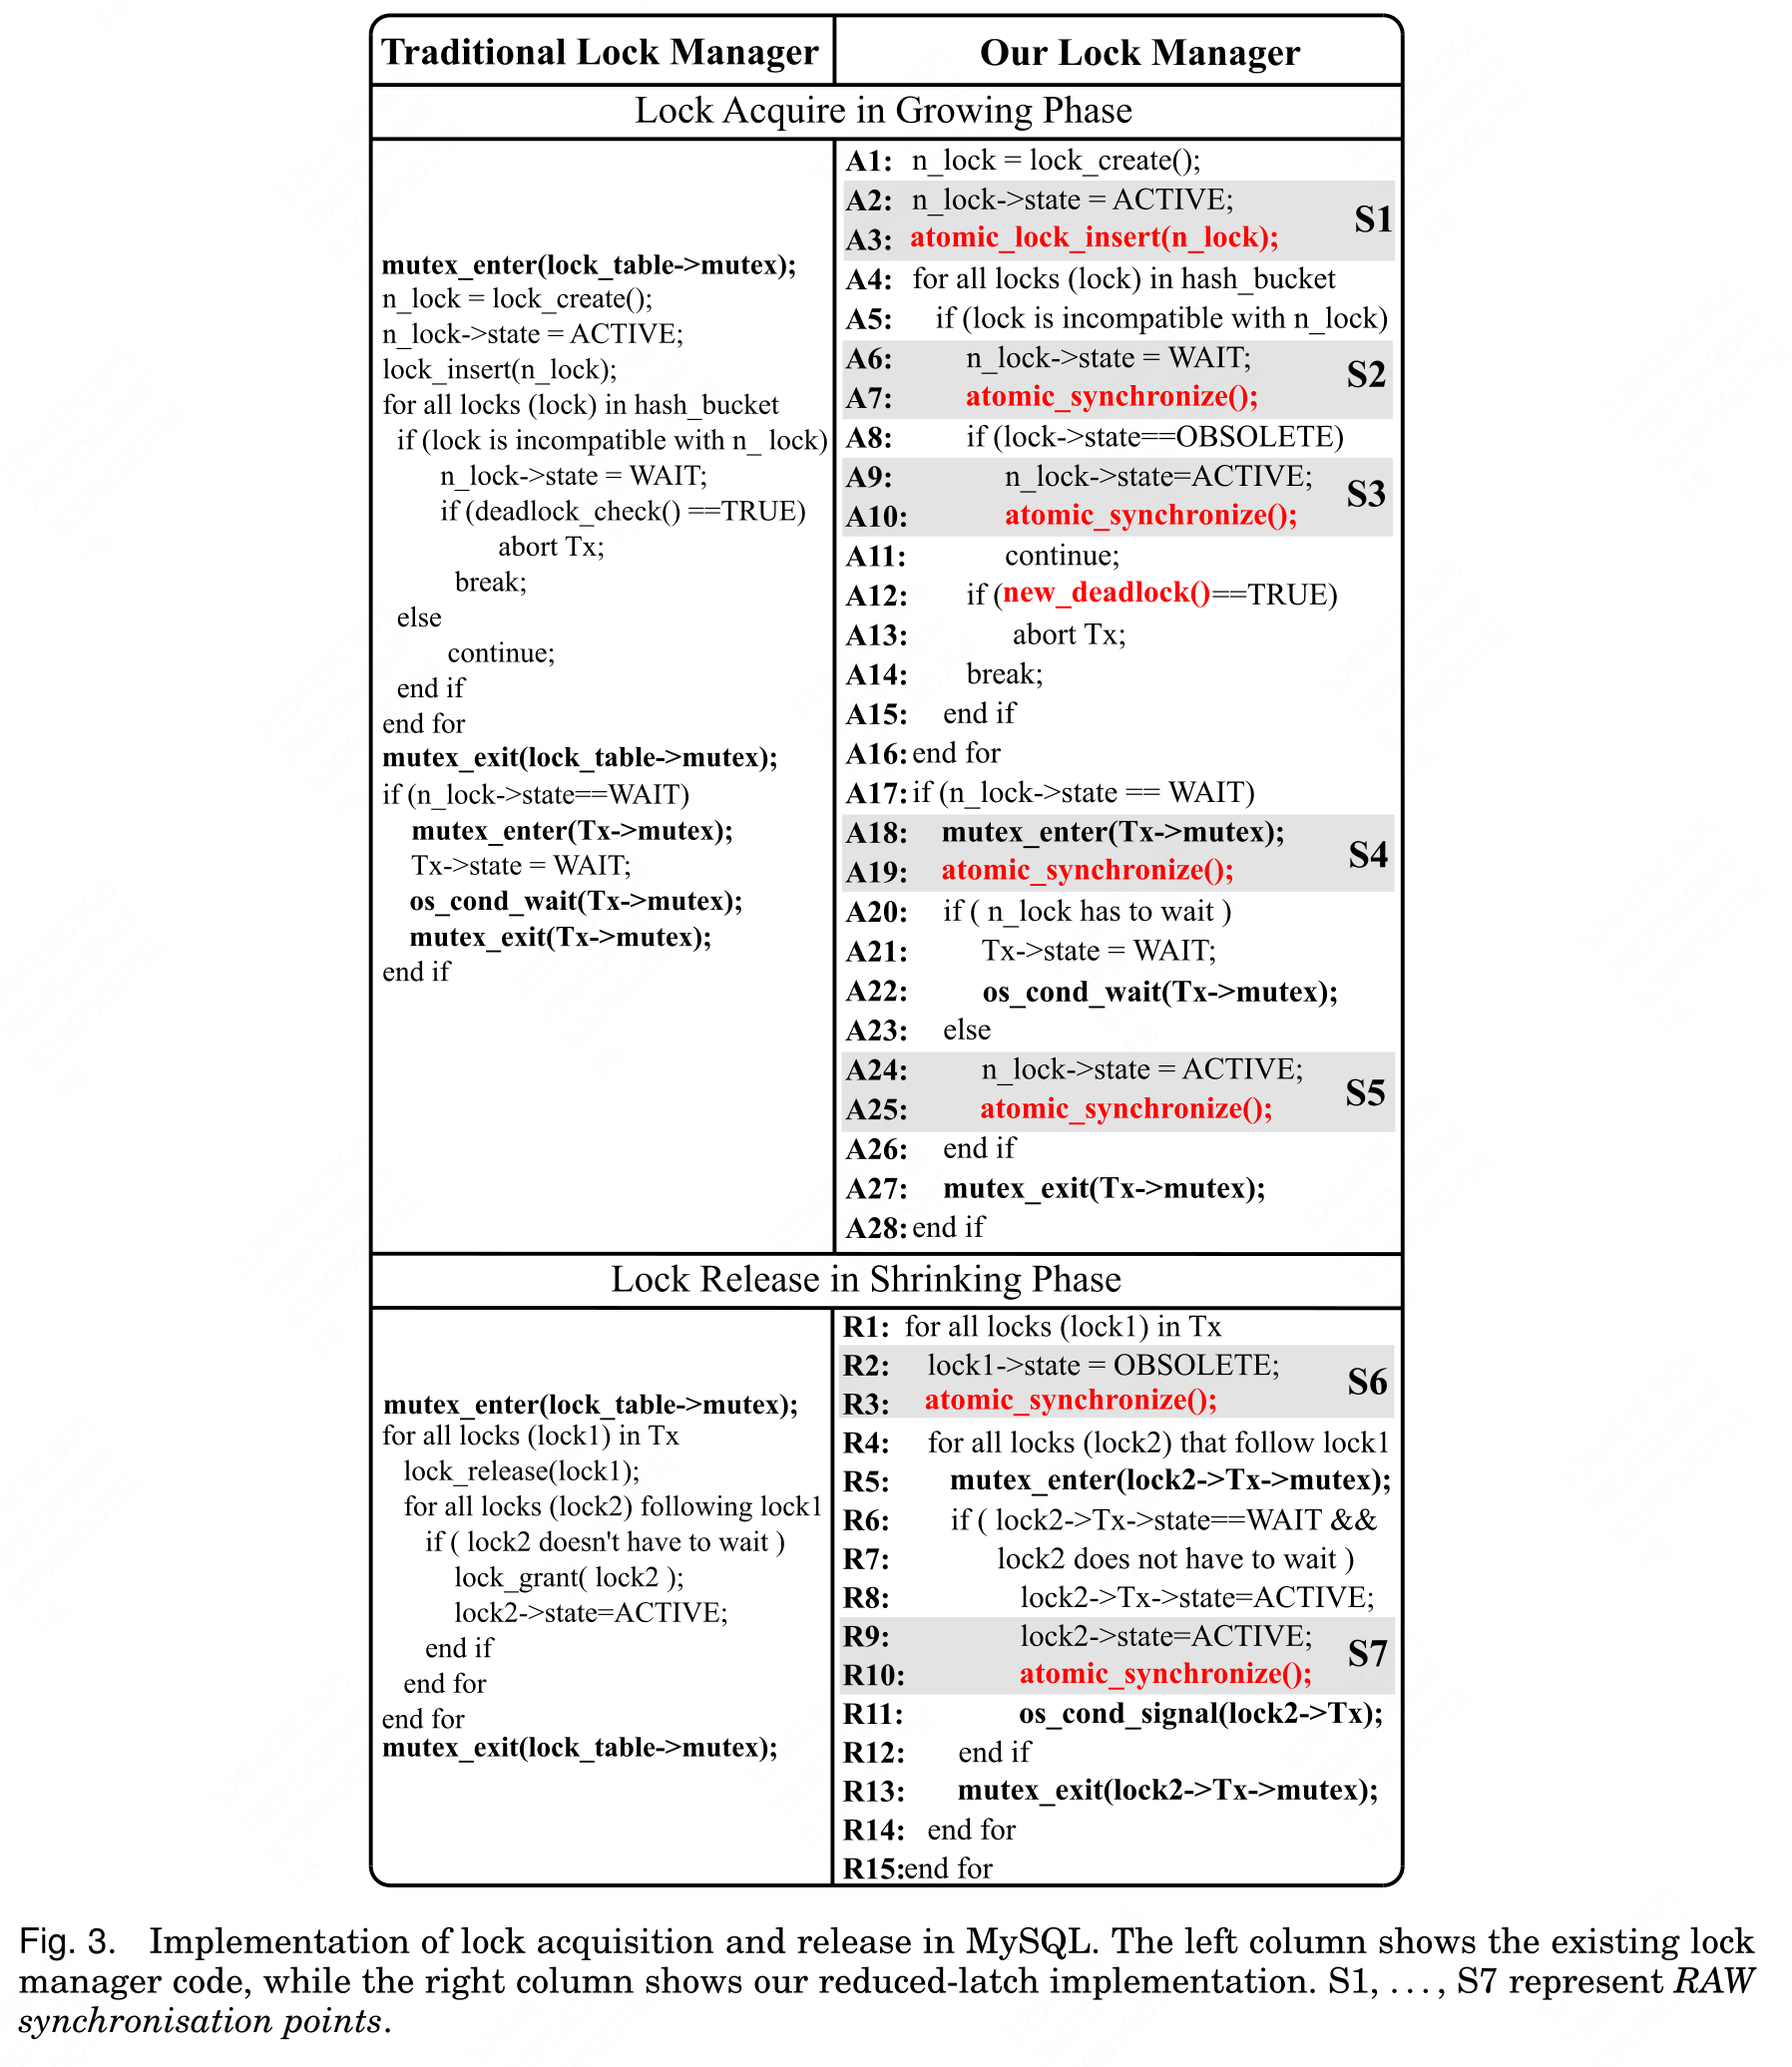 Traditional Lock Manager
Our Lock Manager
Lock Acquire in Growing Phase
mutex_enter(lock_table->mutex);
n_lock = lock_create();
n_lock->state = ACTIVE;
lock_insert(n_lock);
for all locks (lock) in hash_bucket
if (lock is incompatible with n_ lock)
n_lock->state = WAIT;
if (deadlock_check() ==TRUE)
abort Tx;
break;
else
continue;
end if
end for
mutex_exit(lock_table->mutex);
if (n_lock->state==WAIT)
mutex_enter(Tx->mutex);
Tx->state = WAIT;
os_cond_wait(Tx->mutex);
mutex_exit(Tx->mutex);
end if
A1: n_lock = lock_create();
A2: n_lock->state = ACTIVE;
S1
A3: atomic_lock_insert(n_lock);
A4: for all locks (lock) in hash_bucket
A5: if (lock is incompatible with n_lock)
A6: n_lock->state = WAIT;
S2
A7: atomic_synchronize();
A8: if (lock->state==OBSOLETE)
A9: n_lock->state=ACTIVE;
S3
A10: atomic_synchronize();
A11: continue;
A12: if (new_deadlock()==TRUE)
A13: abort Tx;
A14: break;
A15: end if
A16: end for
A17: if (n_lock->state == WAIT)
A18: mutex_enter(Tx->mutex);
S4
A19: atomic_synchronize();
A20: if ( n_lock has to wait )
A21: Tx->state = WAIT;
A22: os_cond_wait(Tx->mutex);
A23: else
A24: n_lock->state = ACTIVE;
S5
A25: atomic_synchronize();
A26: end if
A27: mutex_exit(Tx->mutex);
A28: end if
Lock Release in Shrinking Phase
mutex_enter(lock_table->mutex);
for all locks (lock1) in Tx
lock_release(lock1);
for all locks (lock2) following lock1
if ( lock2 doesn't have to wait )
lock_grant( lock2 );
lock2->state=ACTIVE;
end if
end for
end for
mutex_exit(lock_table->mutex);
R1: for all locks (lock1) in Tx
R2: lock1->state = OBSOLETE;
S6
R3: atomic_synchronize();
R4: for all locks (lock2) that follow lock1
R5: mutex_enter(lock2->Tx->mutex);
R6: if ( lock2->Tx->state==WAIT &&
R7: lock2 does not have to wait )
R8: lock2->Tx->state=ACTIVE;
R9: lock2->state=ACTIVE;
S7
R10: atomic_synchronize();
R11: os_cond_signal(lock2->Tx);
R12: end if
R13: mutex_exit(lock2->Tx->mutex);
R14: end for
R15:end for
Fig. 3. Implementation of lock acquisition and release in MySQL. The left column shows the existing lock
manager code, while the right column shows our reduced-latch implementation. S1, . . . , S7 represent RAW
synchronisation points.